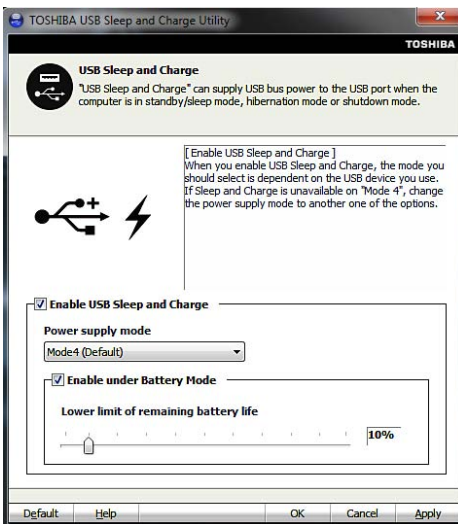 TOSHIBA USB Sleep and Charge Utility
TOSHIBA
USB Sleep and Charge
"USB Sleep and Charge" can supply USB bus power to the USB port when the
computer is in standby/sleep mode, hibernation mode or shutdown mode.
[ Enable USB Sleep and Charge ]
When you enable USB Sleep and Charge, the mode you
should select is dependent on the USB device you use.
If Sleep and Charge is unavailable on "Mode 4", change
the power supply mode to another one of the options.
Enable USB Sleep and Charge
Power supply mode
Mode4 (Default)
Enable under Battery Mode
Lower limit of remaining battery life
10%
Default Help OK Cancel Apply